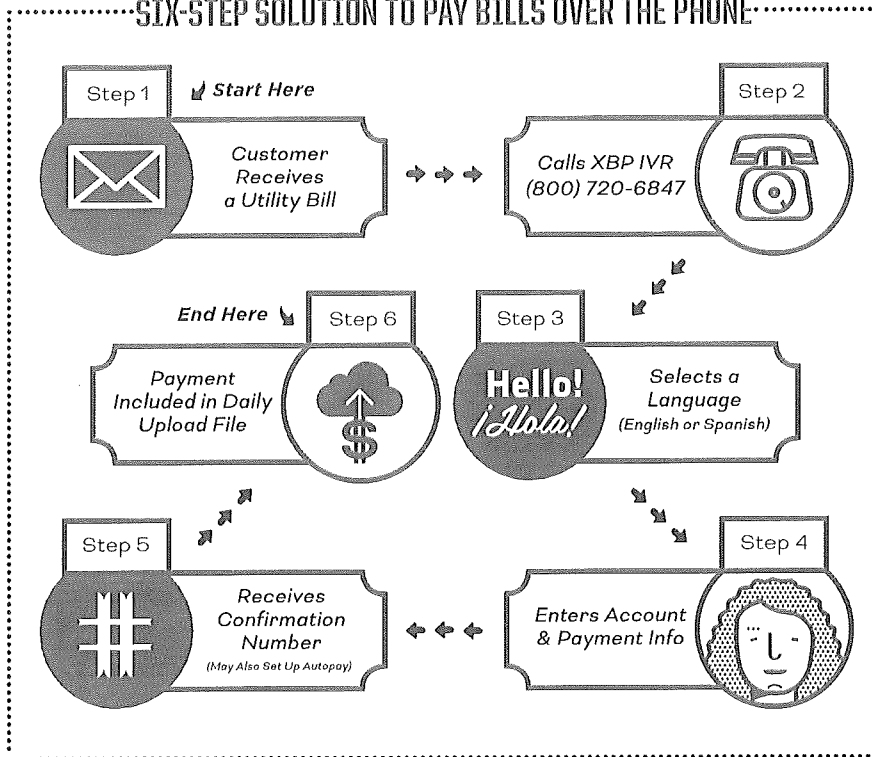 SIX-STEP SOLUTION TO PAY BILLS OVER THE PHONE
Step 1
Start Here
Customer
Receives
a Utility Bill
Step 2
Calls XBP IVR
(800) 720-6847
Step 3
Hello!
¡Hola!
Selects a
Language
(English or Spanish)
Step 4
Enters Account
& Payment Info
Step 5
Receives
Confirmation
Number
(May Also Set Up Autopay)
End Here
Step 6
Payment
Included in Daily
Upload File
$